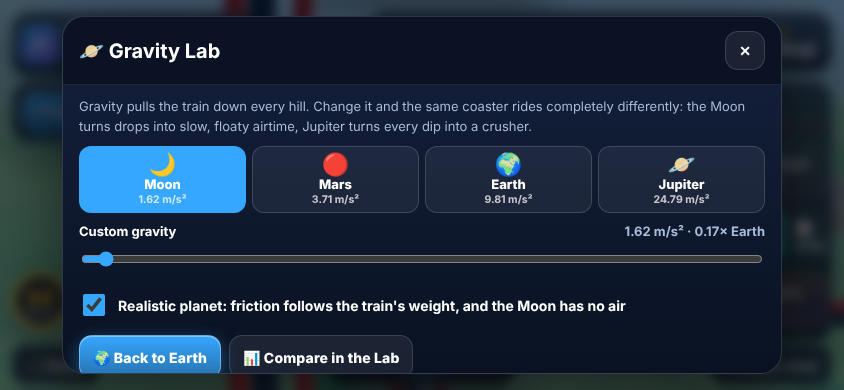 🪐 Gravity Lab
×
Gravity pulls the train down every hill. Change it and the same coaster rides completely differently: the Moon
turns drops into slow, floaty airtime, Jupiter turns every dip into a crusher.
Moon
1.62 m/s²
Mars
3.71 m/s²
Earth
9.81 m/s²
Jupiter
24.79 m/s²
Custom gravity
1.62 m/s² · 0.17× Earth
Realistic planet: friction follows the train's weight, and the Moon has no air
🌍 Back to Earth
📊 Compare in the Lab